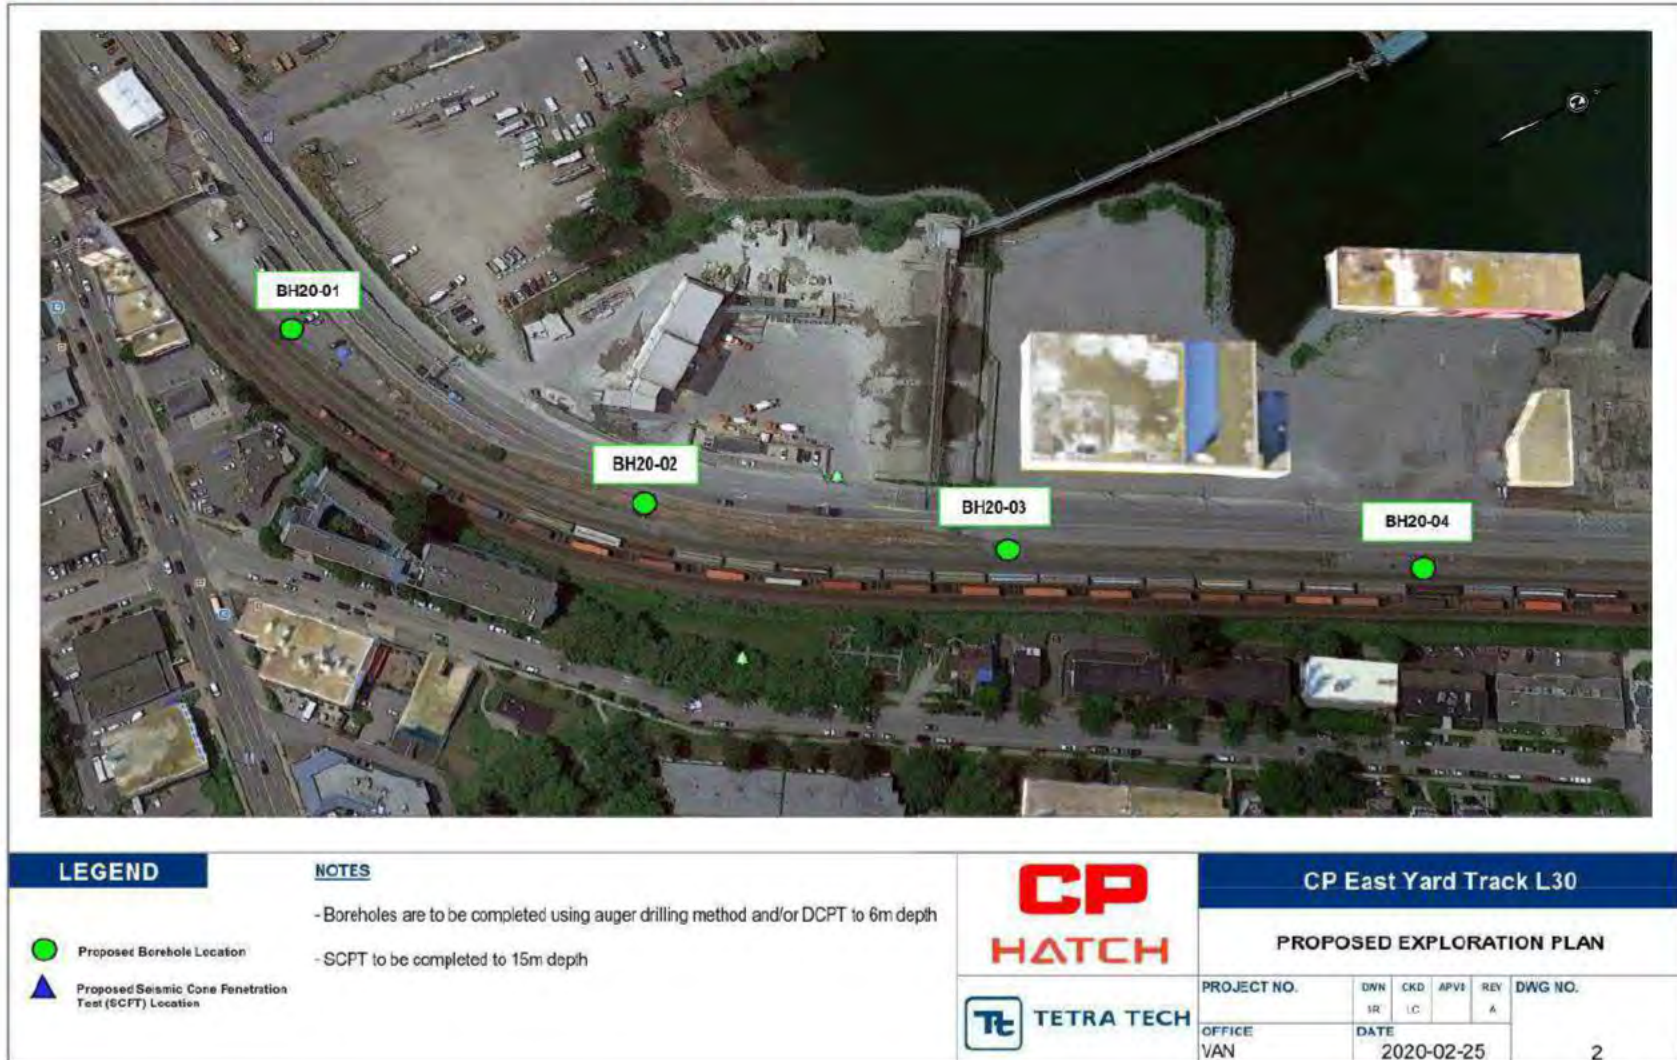 BH20-01
BH20-02
BH20-03
BH20-04
LEGEND
Proposed Borehole Location
Proposed Seismic Cone Penetration
Test (SCPT) Location
NOTES
- Boreholes are to be completed using auger drilling method and/or DCPT to 6m depth
- SCPT to be completed to 15m depth
CP
HATCH
Tt TETRA TECH
CP East Yard Track L30
PROPOSED EXPLORATION PLAN
PROJECT NO.
DWN CKD APVD REV
LC A
OFFICE
VAN
DATE
2020-02-25
DWG NO.
2